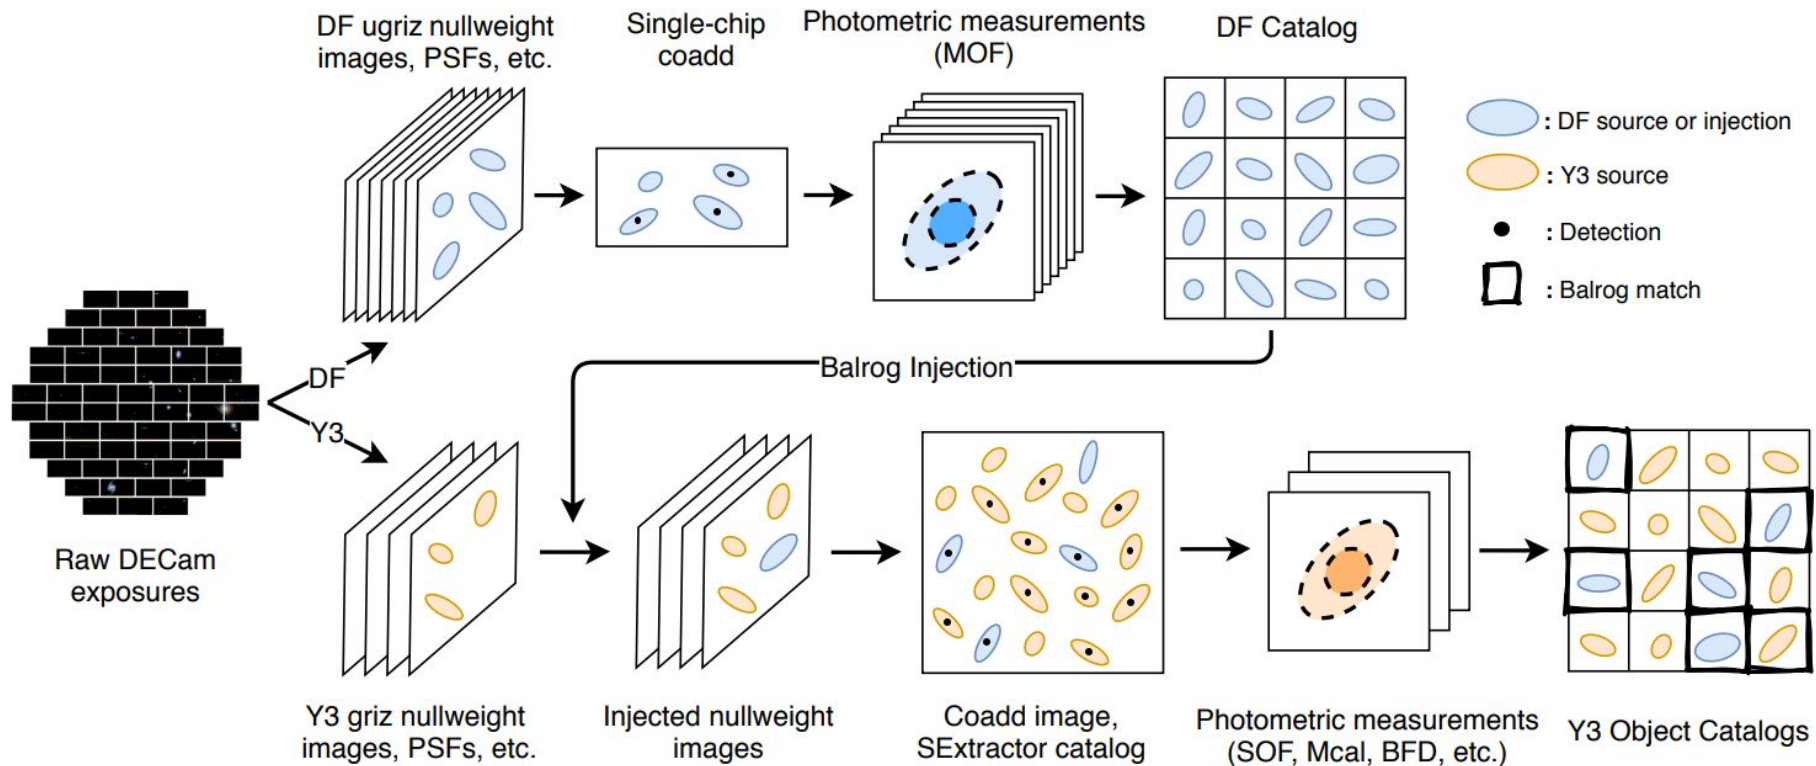 DF ugriz nullweight
images, PSFs, etc.
Single-chip
coadd
Photometric measurements
(MOF)
DF Catalog
: DF source or injection
: Y3 source
: Detection
: Balrog match
DF
Y3
Balrog Injection
Raw DECam
exposures
Y3 griz nullweight
images, PSFs, etc.
Injected nullweight
images
Coadd image,
SExtractor catalog
Photometric measurements
(SOF, Mcal, BFD, etc.)
Y3 Object Catalogs